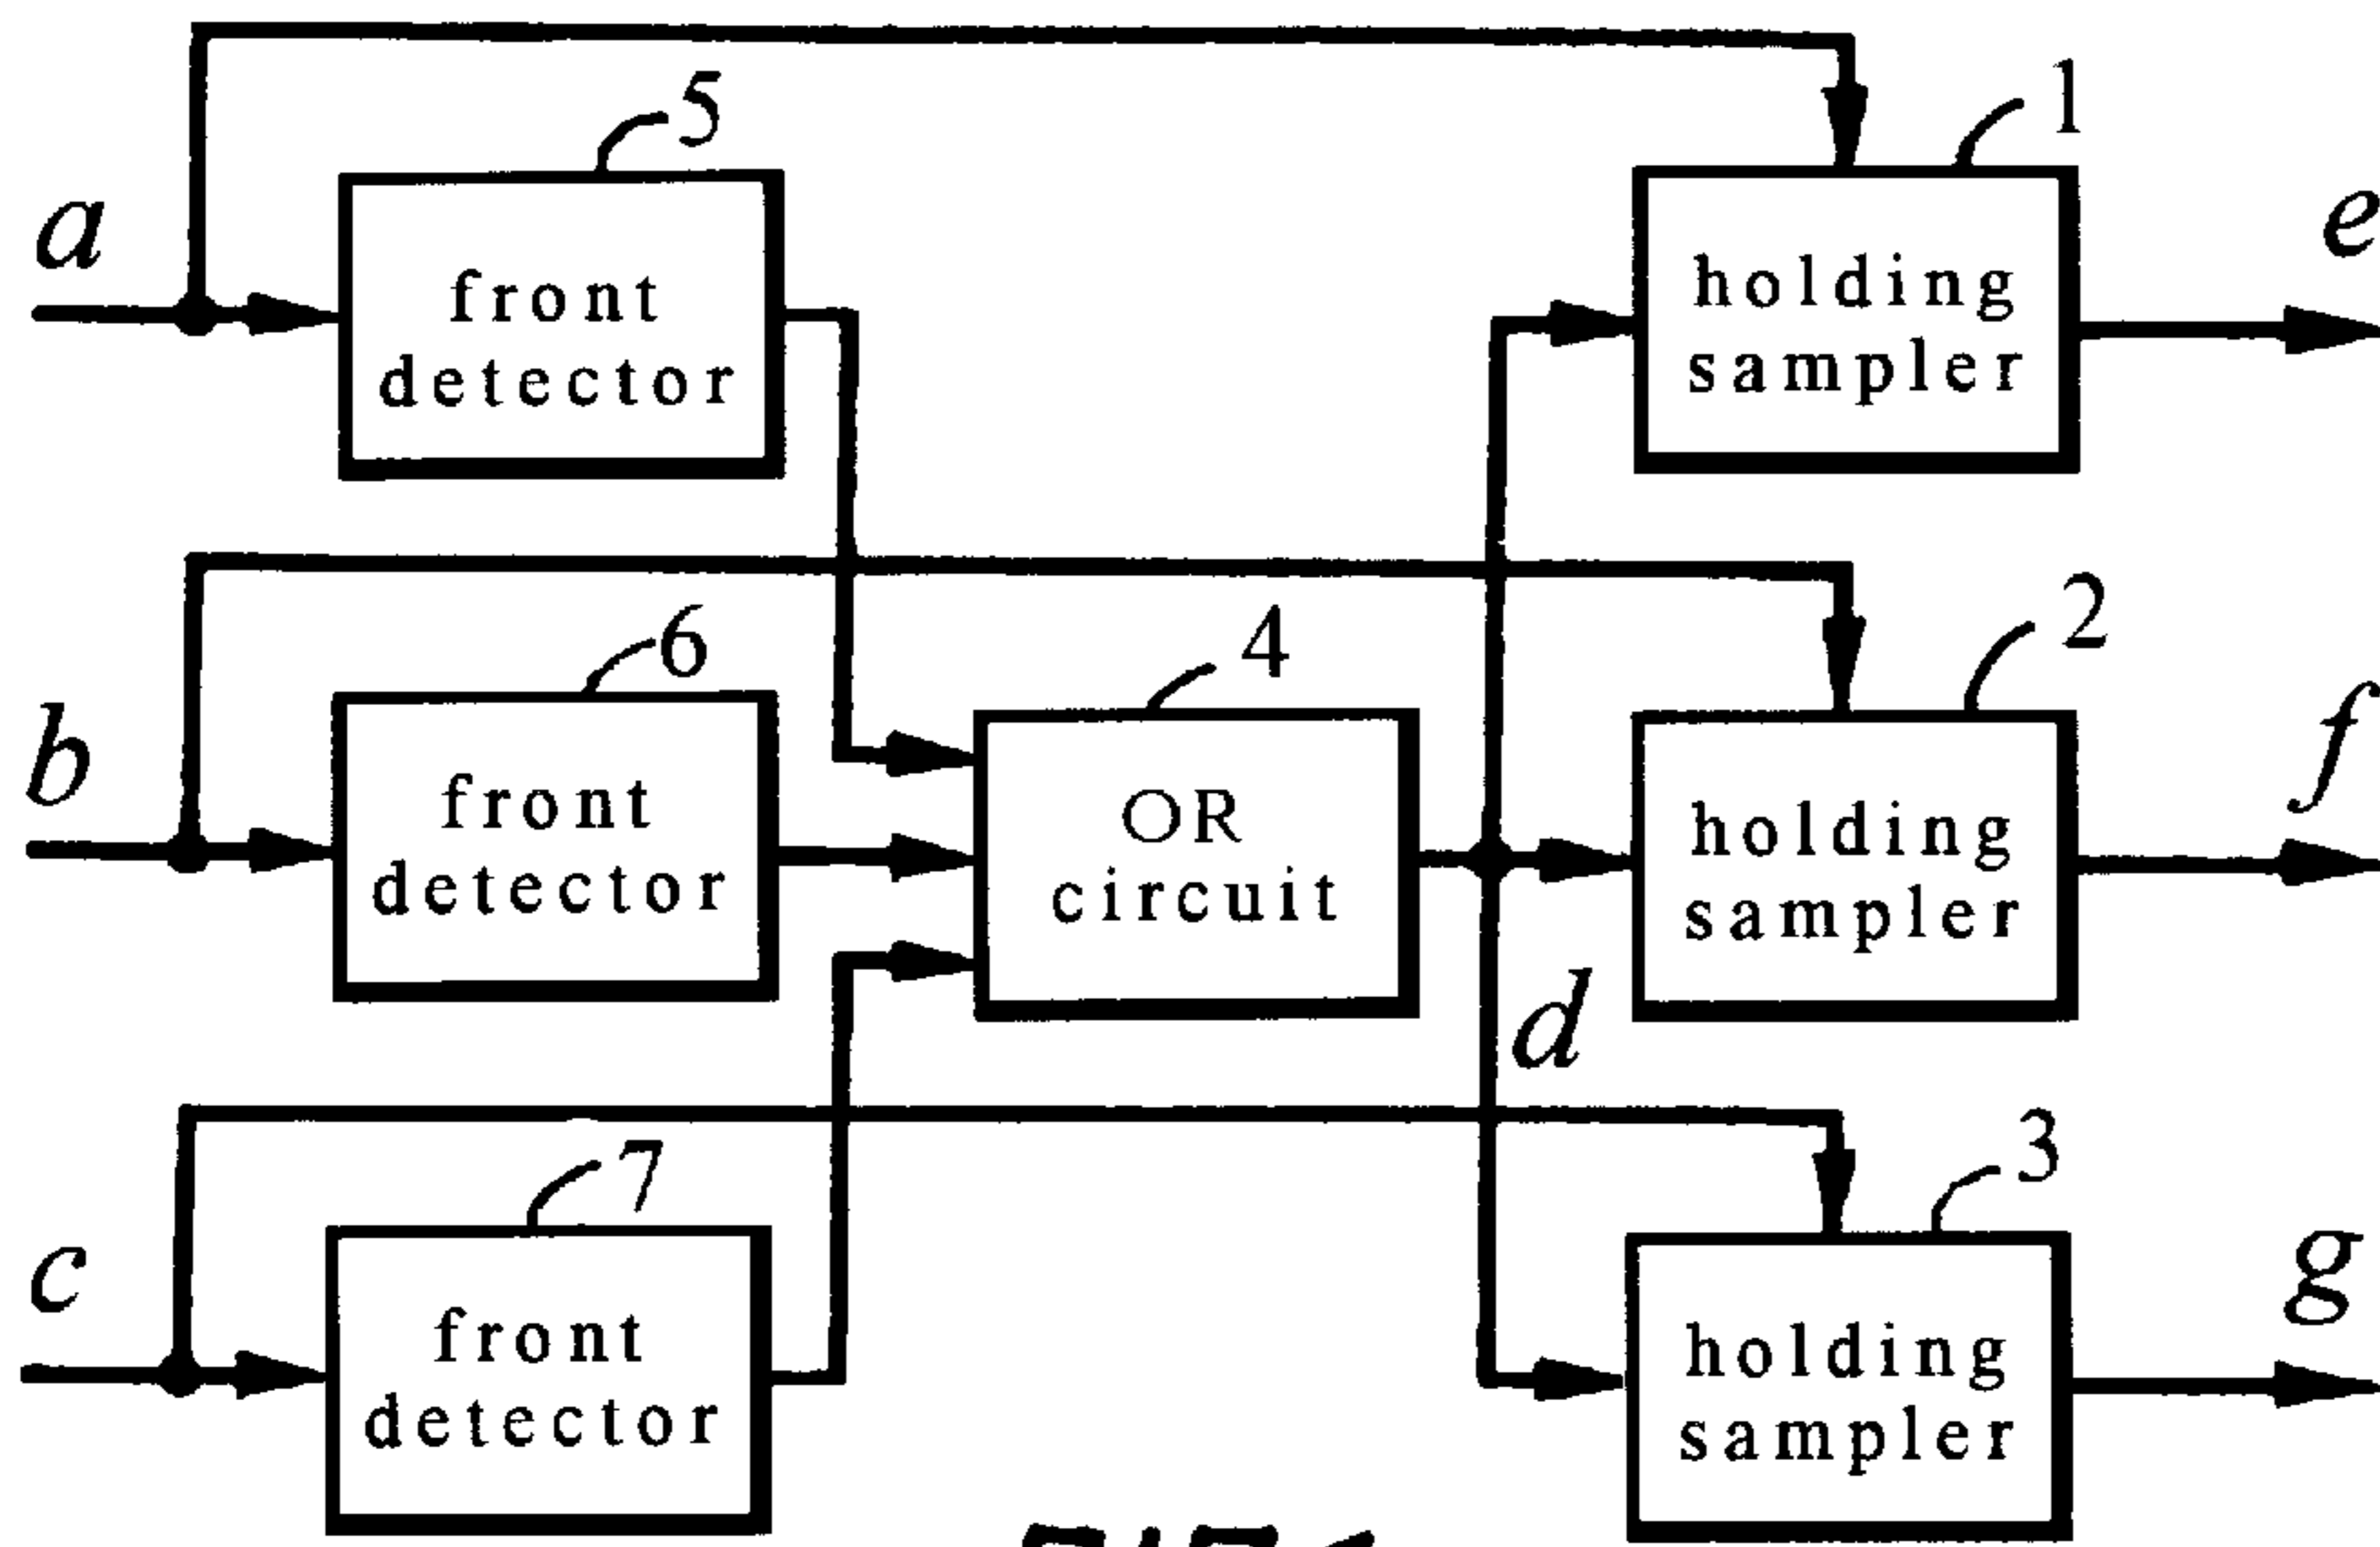 5
1
a
e
front
detector
holding
sampler
6
4
2
b
f
front
detector
OR
circuit
holding
sampler
d
7
3
c
g
front
detector
holding
sampler